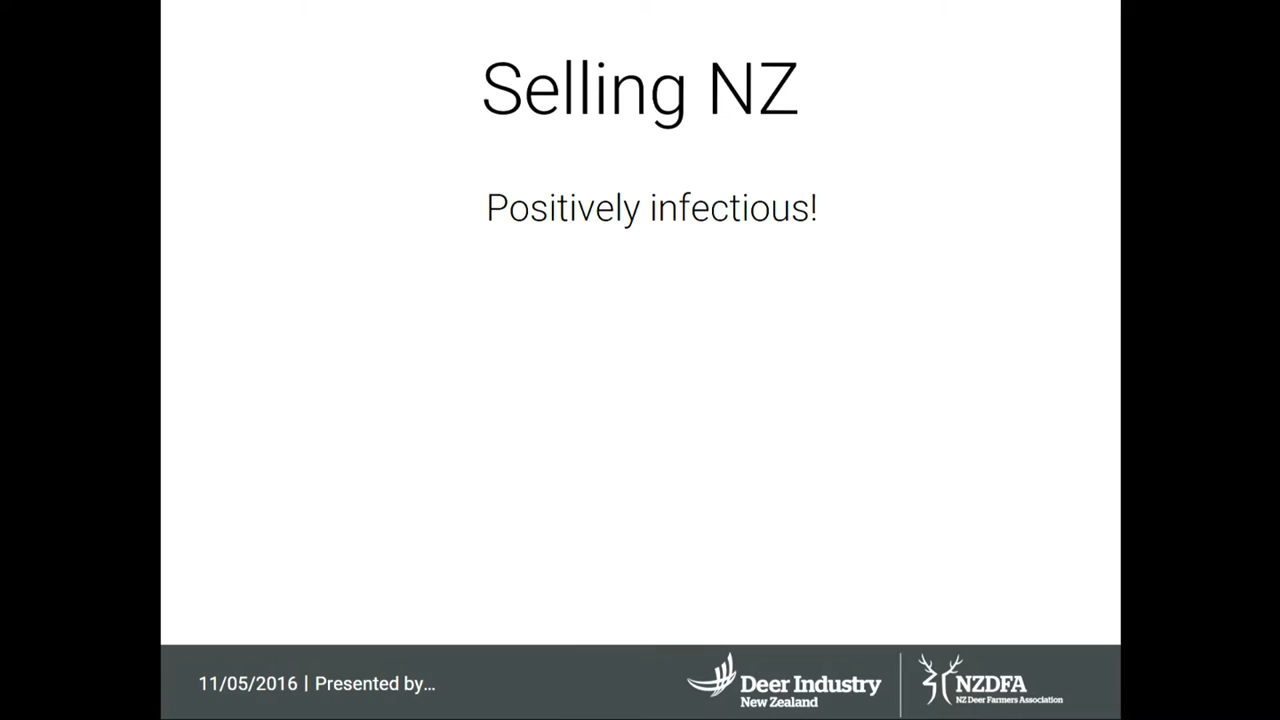 Selling NZ
Positively infectious!
11/05/2016 | Presented by...
Deer Industry
New Zealand
NZDFA
NZ Deer Farmers Association